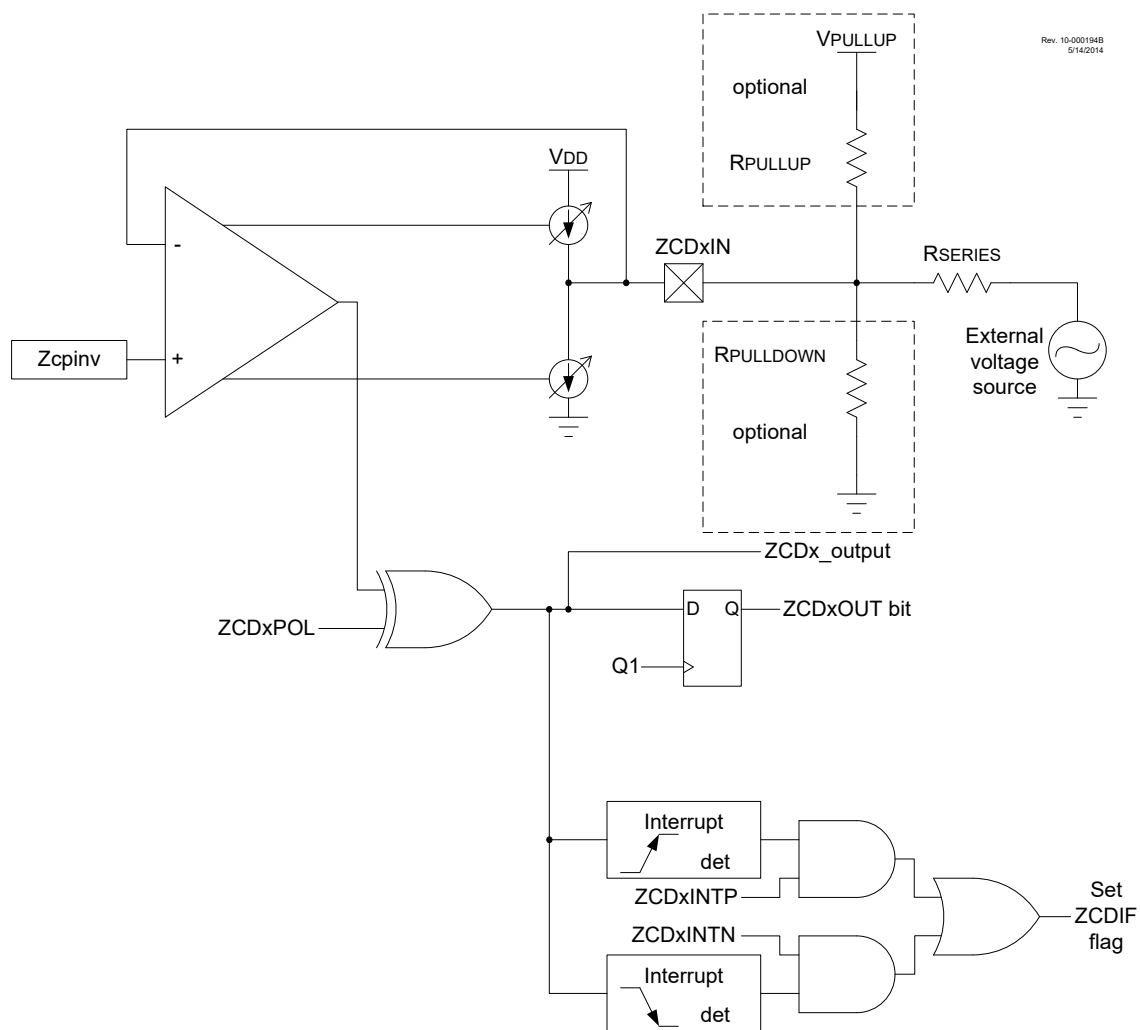 Rev. 10-000194B
5/14/2014
VPULLUP
optional
RPULLUP
VDD
-
ZCDxIN
RSERIES
Zcpinv
+
RPULLDOWN
External
voltage
source
optional
ZCDx_output
D Q
ZCDxOUT bit
ZCDxPOL
Q1
Interrupt
det
ZCDxINTP
Set
ZCDIF
flag
ZCDxINTN
Interrupt
det